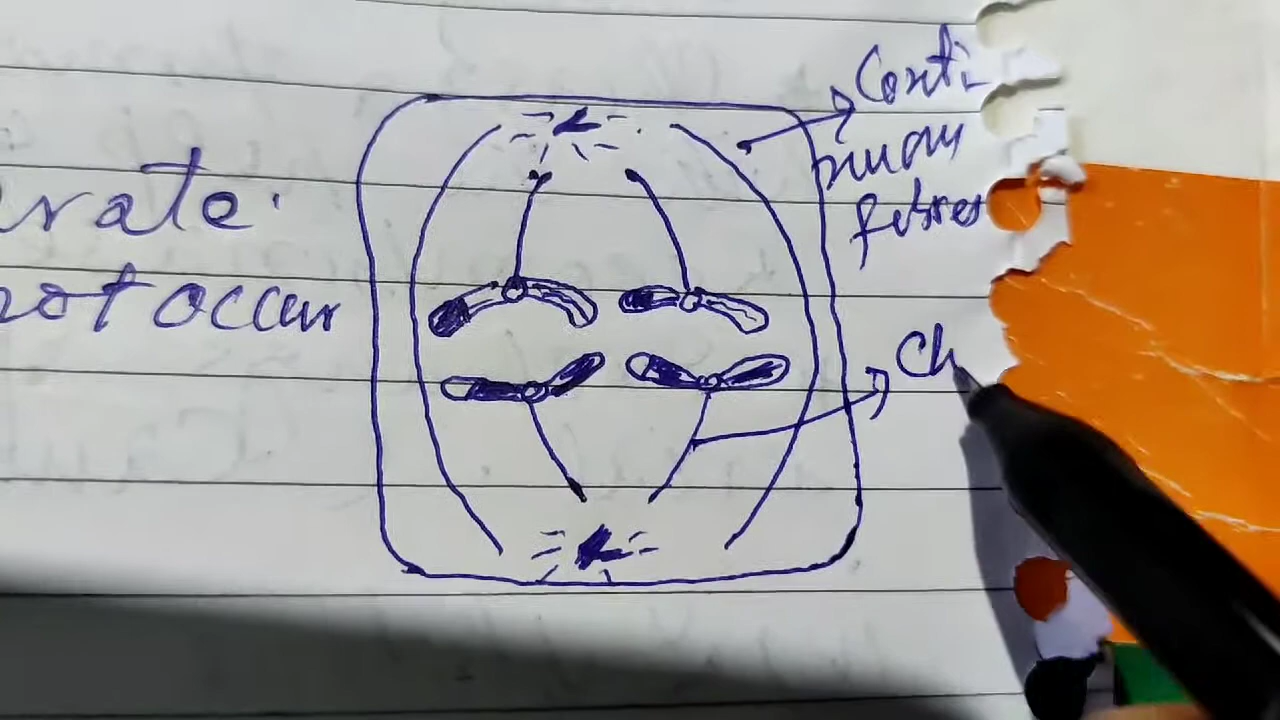 rate.
not occur
Conti
nuous
fibres
Ch